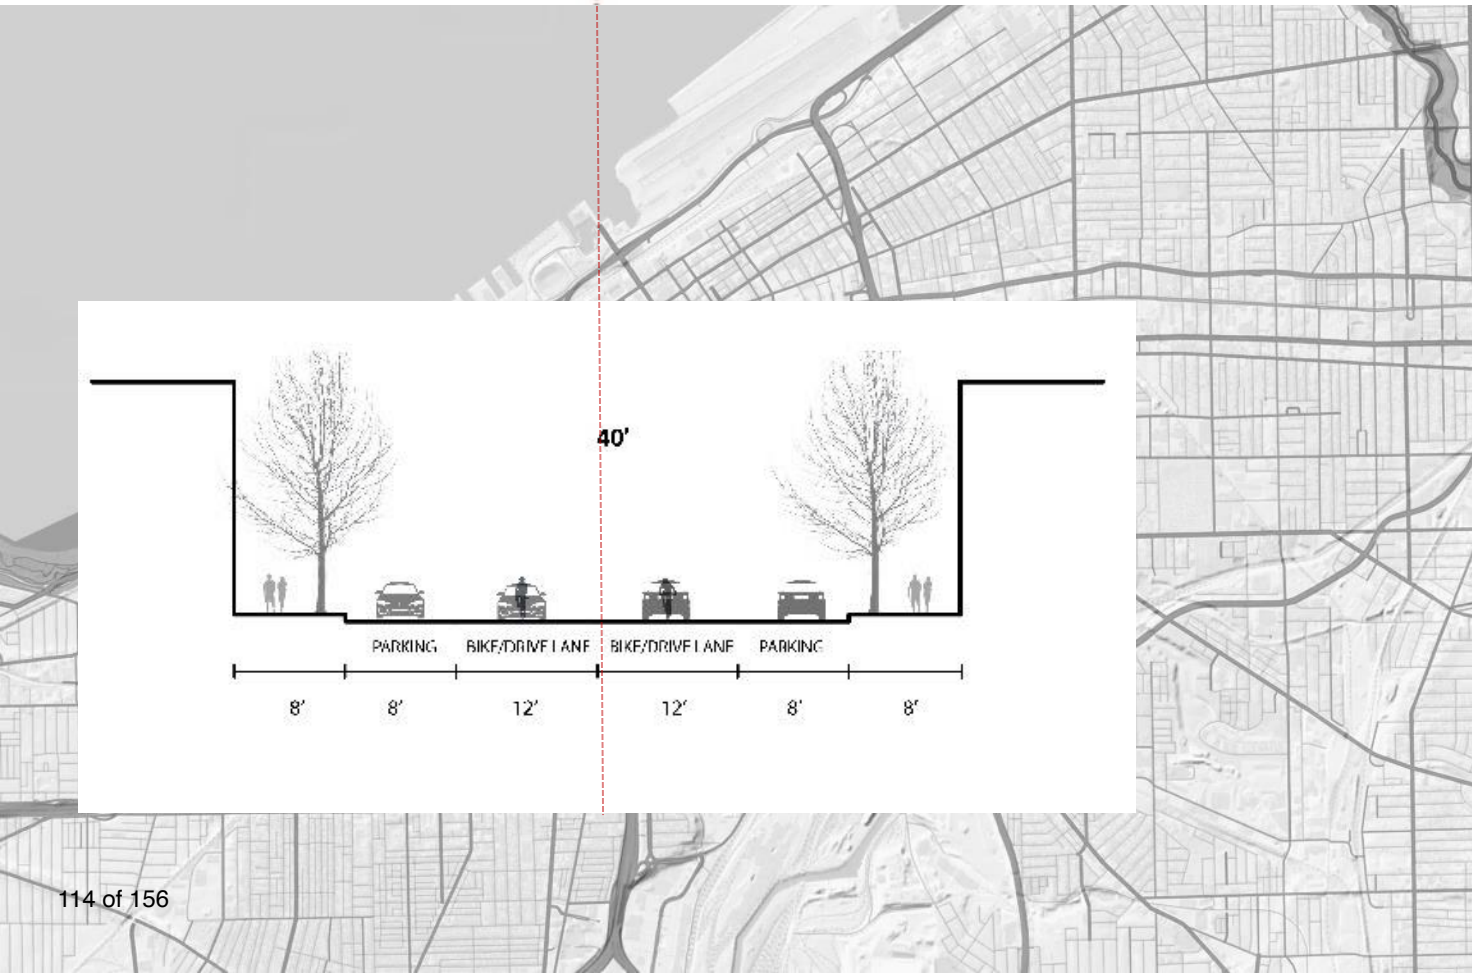 40’
PARKING BIKE/DRIVE LANE BIKE/DRIVE LANE PARKING
8’ 8’ 12’ 12’ 8’ 8’
114 of 156